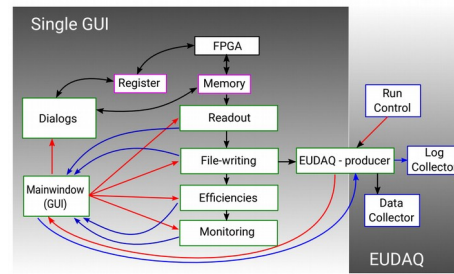 Single GUI
FPGA
Register
Memory
Run
Control
Dialogs
Readout
File-writing
EUDAQ - producer
Log
Collector
Mainwindow
(GUI)
Efficiencies
Data
Collector
Monitoring
EUDAQ